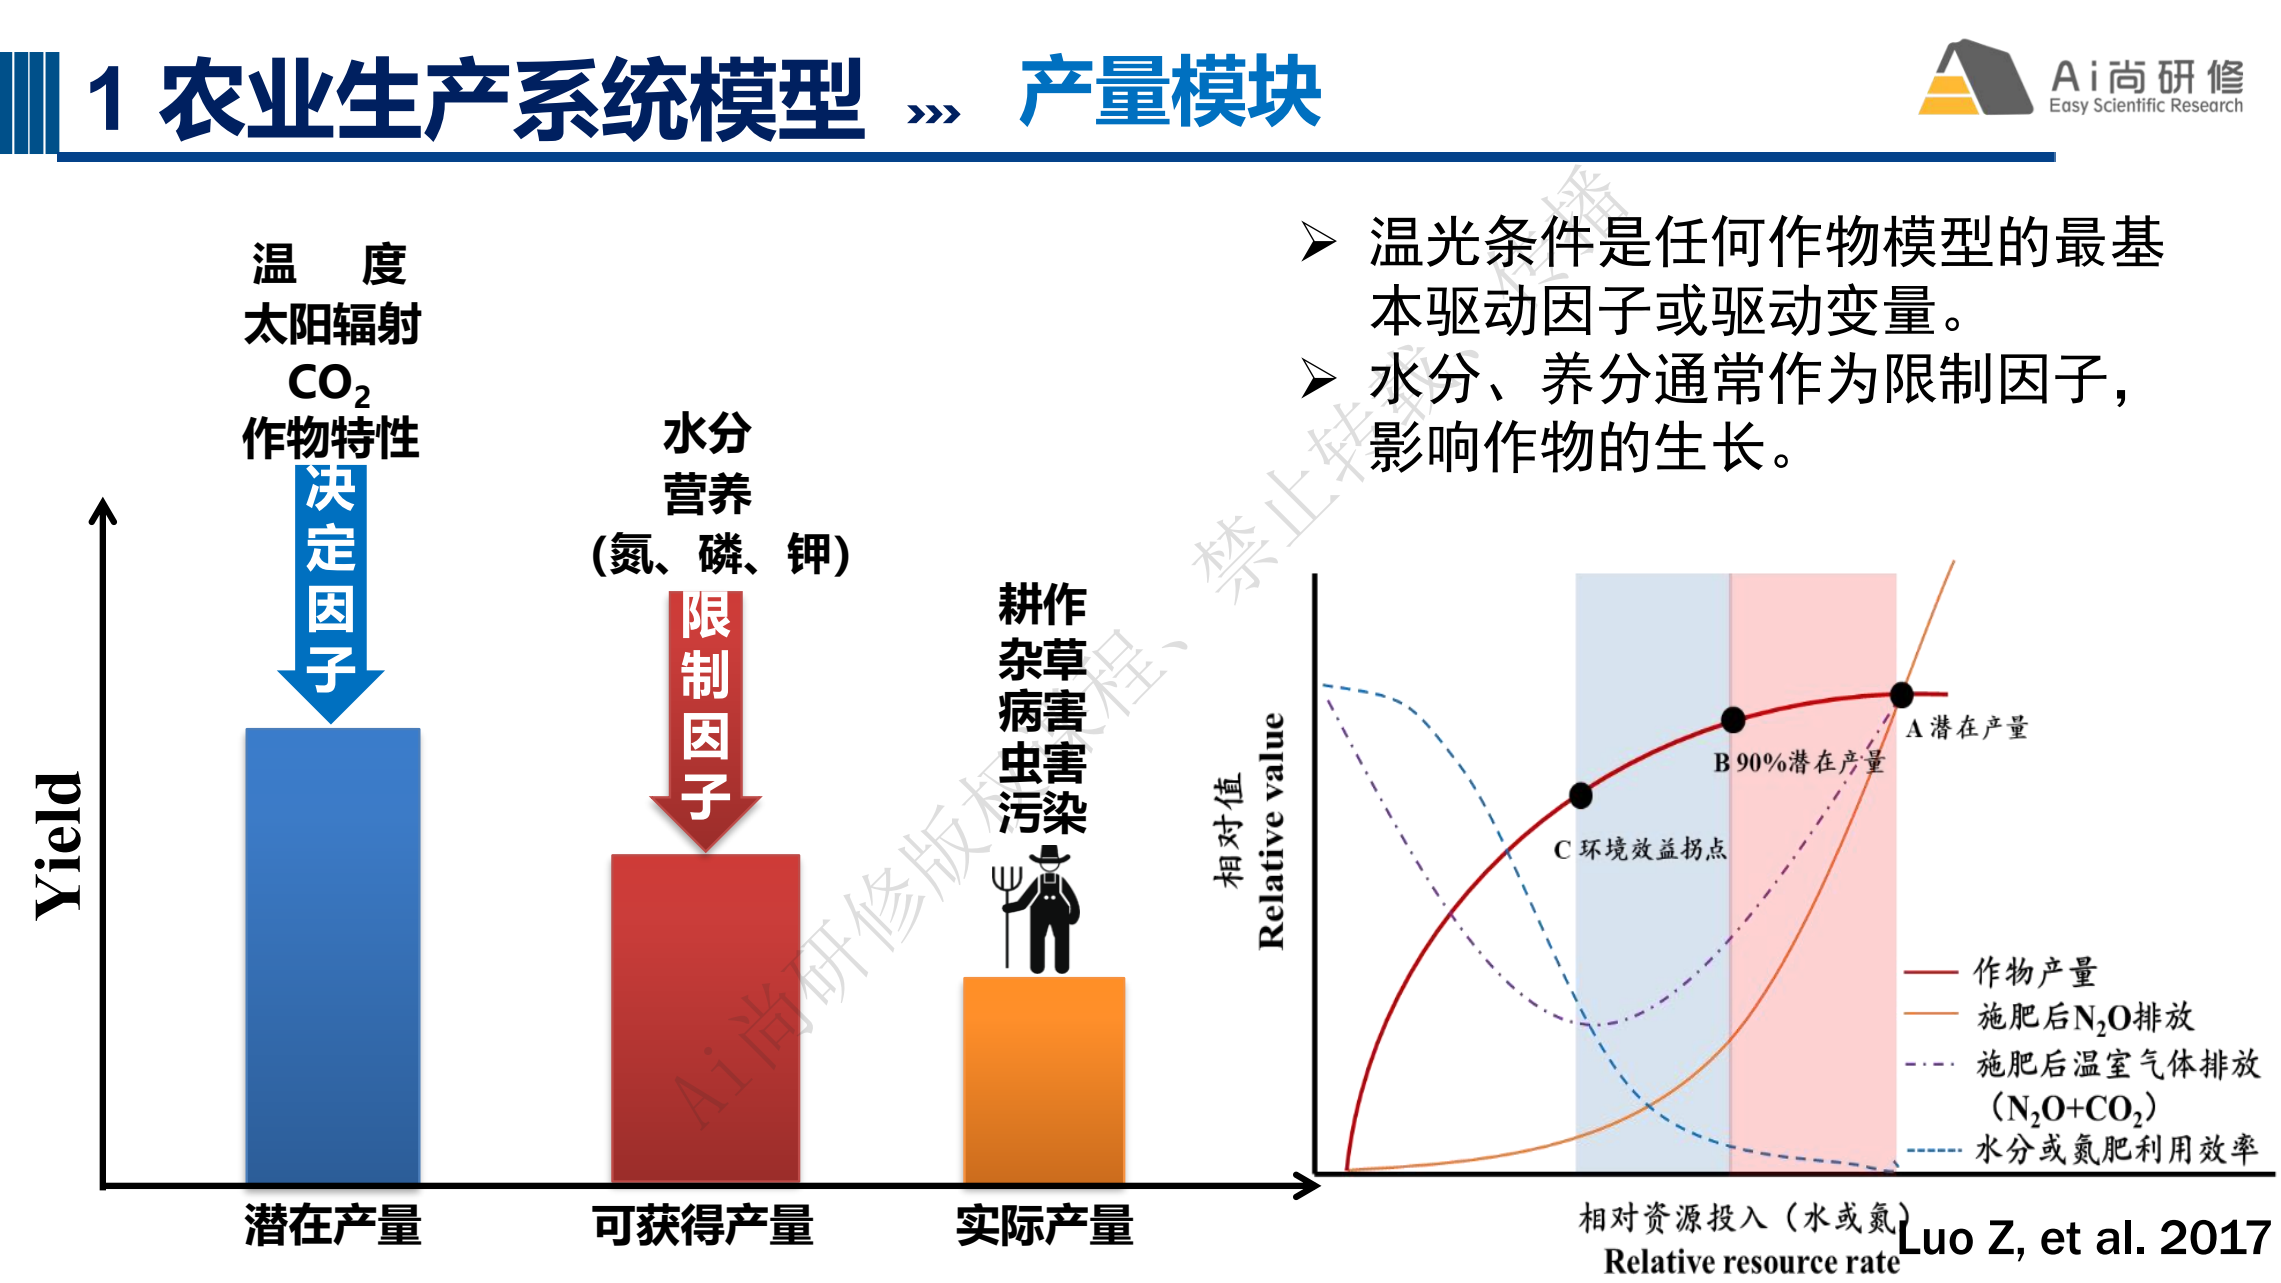 1 农业生产系统模型 ››› 产量模块
Ai尚研修
Easy Scientific Research
温 度
太阳辐射
CO₂
作物特性
决定因子
水分
营养
(氮、磷、钾)
限制因子
耕作
杂草
病害
虫害
污染
Yield
潜在产量
可获得产量
实际产量
➢ 温光条件是任何作物模型的最基
本驱动因子或驱动变量。
➢ 水分、养分通常作为限制因子，
影响作物的生长。
相对值
Relative value
A 潜在产量
B 90%潜在产量
C 环境效益拐点
作物产量
施肥后N₂O排放
施肥后温室气体排放
（N₂O+CO₂）
水分或氮肥利用效率
相对资源投入（水或氮）
Relative resource rate
Luo Z, et al. 2017
Ai尚研修版权课程、禁止转载、传播